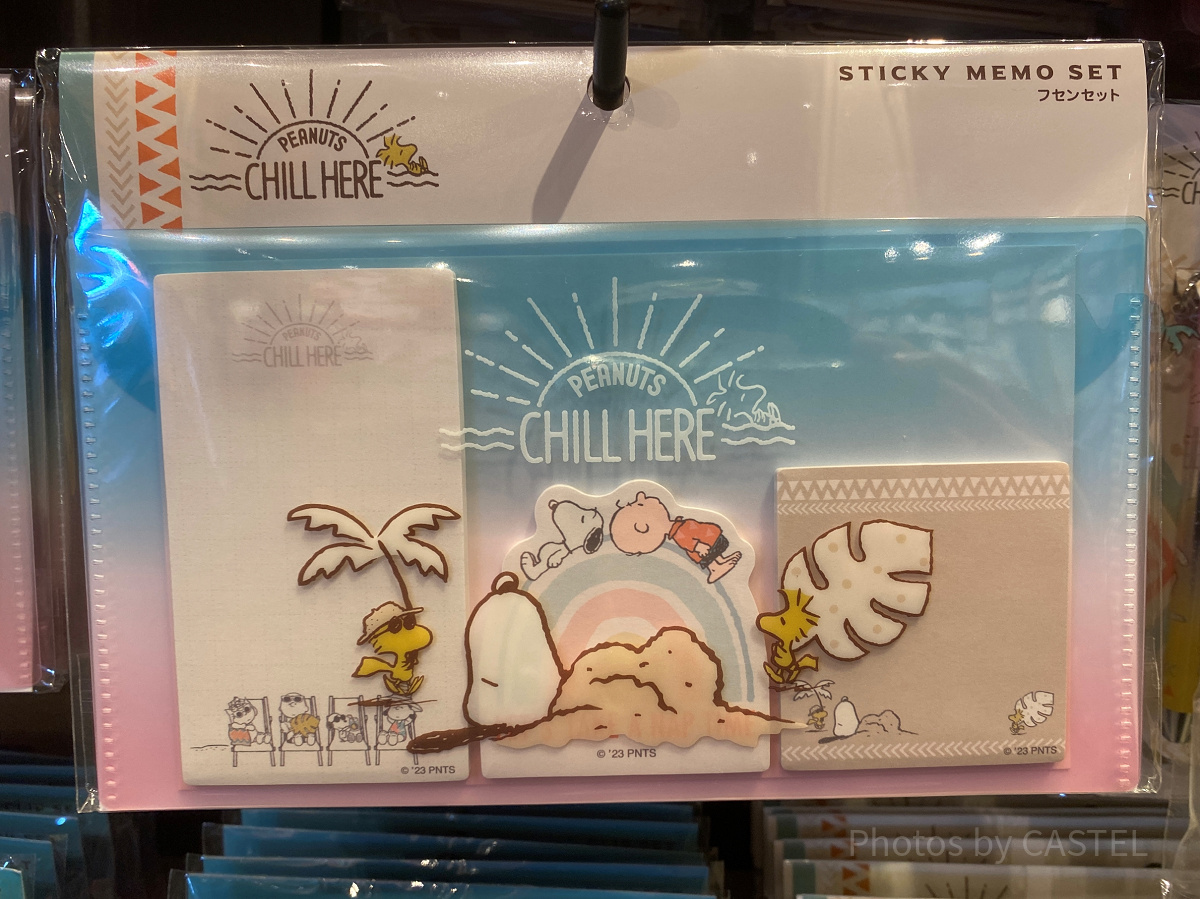 STICKY MEMO SET
フセンセット
PEANUTS
CHILL HERE
PEANUTS
CHILL HERE
PEANUTS
CHILL HERE
© '23 PNTS
© '23 PNTS
© '23 PNTS
Photos by CASTEL